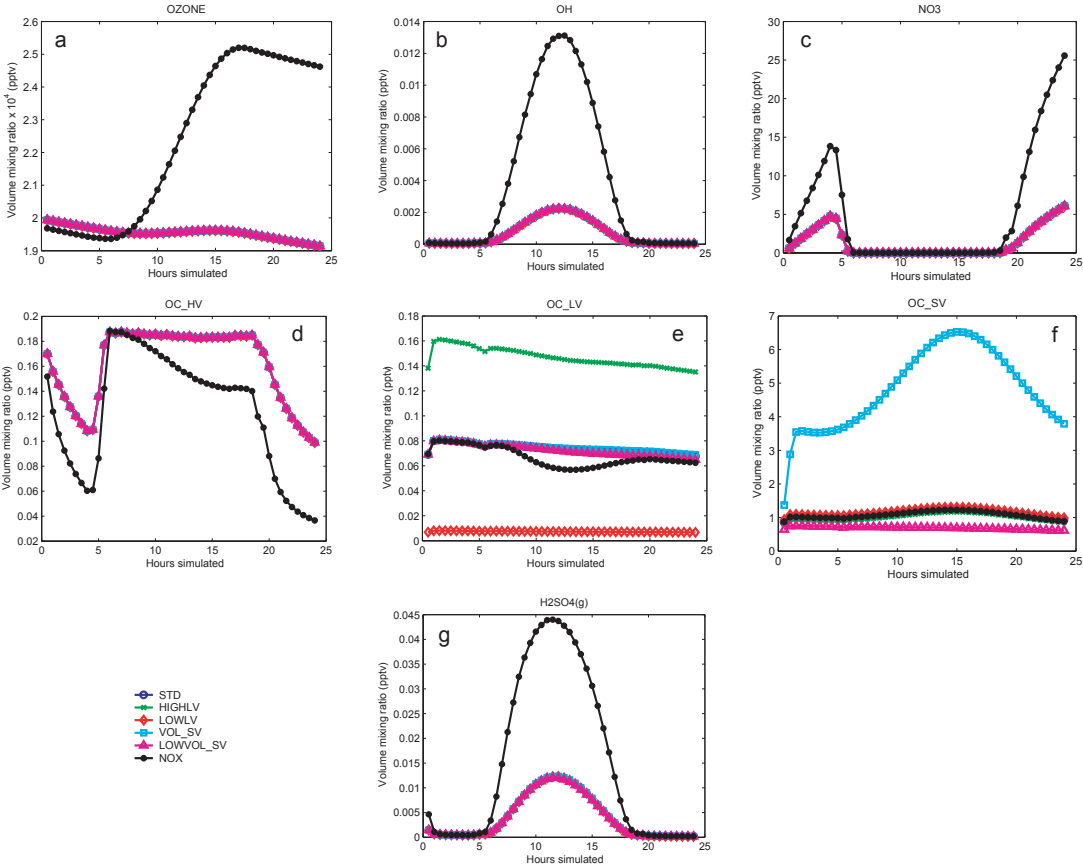 OZONE
a
Volume mixing ratio x 10⁴ (pptv)
2.6
2.5
2.4
2.3
2.2
2.1
2
1.9
0 5 10 15 20 25
Hours simulated
OH
b
Volume mixing ratio (pptv)
0.014
0.012
0.01
0.008
0.006
0.004
0.002
0
0 5 10 15 20 25
Hours simulated
NO3
c
Volume mixing ratio (pptv)
30
25
20
15
10
5
0
0 5 10 15 20 25
Hours simulated
OC_HV
d
Volume mixing ratio (pptv)
0.2
0.18
0.16
0.14
0.12
0.1
0.08
0.06
0.04
0.02
0 5 10 15 20 25
Hours simulated
OC_LV
e
Volume mixing ratio (pptv)
0.18
0.16
0.14
0.12
0.1
0.08
0.06
0.04
0.02
0
0 5 10 15 20 25
Hours simulated
OC_SV
f
Volume mixing ratio (pptv)
7
6
5
4
3
2
1
0
0 5 10 15 20 25
Hours simulated
H2SO4(g)
g
Volume mixing ratio (pptv)
0.045
0.04
0.035
0.03
0.025
0.02
0.015
0.01
0.005
0
0 5 10 15 20 25
Hours simulated
STD
HIGHLV
LOWLV
VOL_SV
LOWVOL_SV
NOX